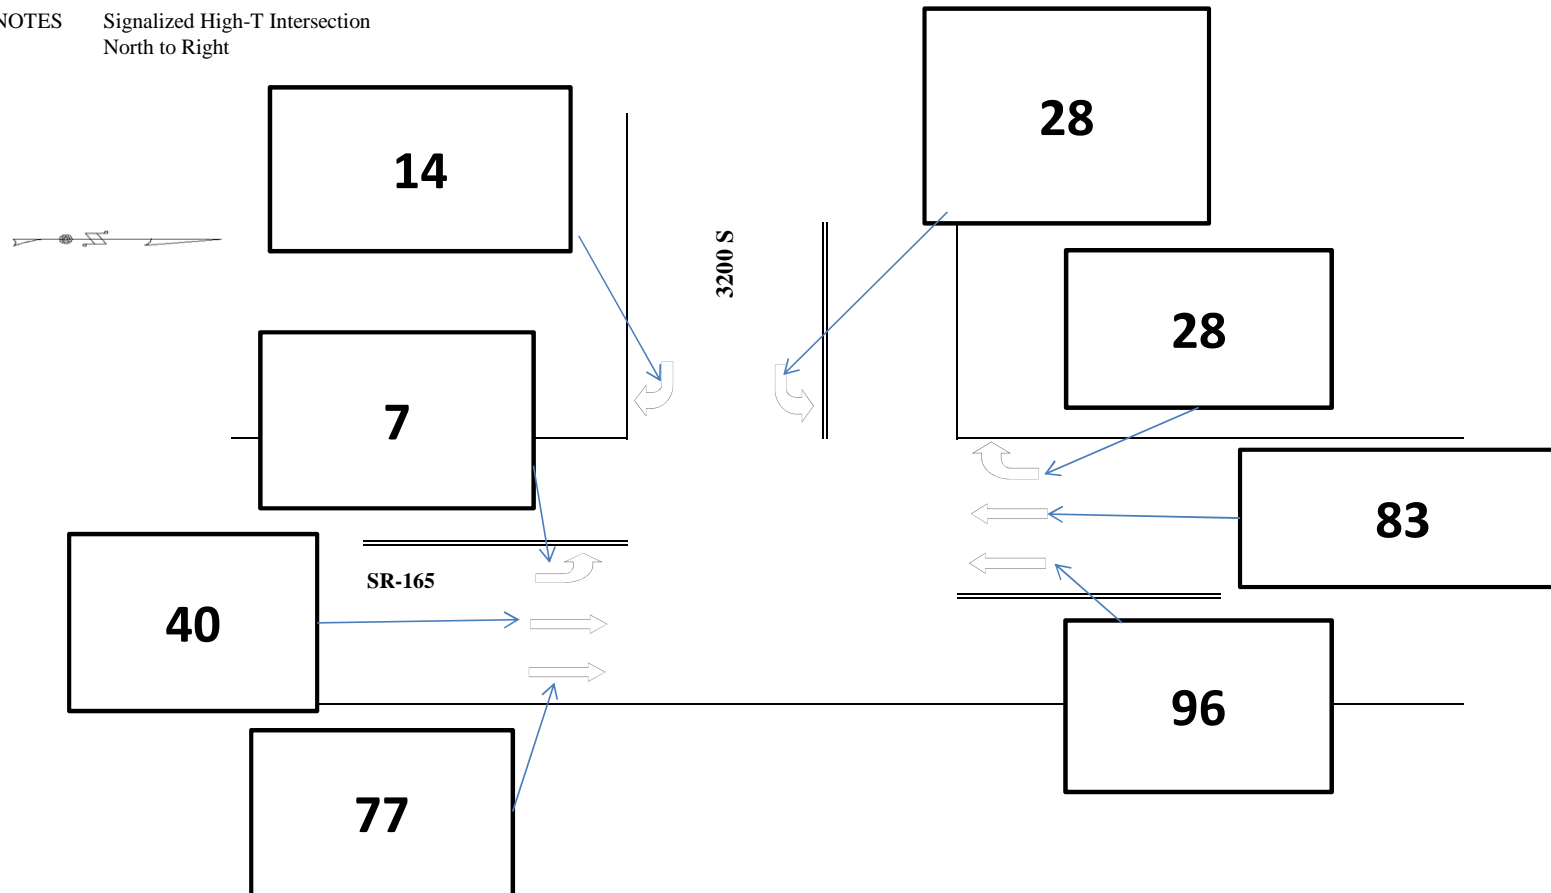 NOTES Signalized High-T Intersection
North to Right
14
28
3200 S
28
7
83
SR-165
40
96
77